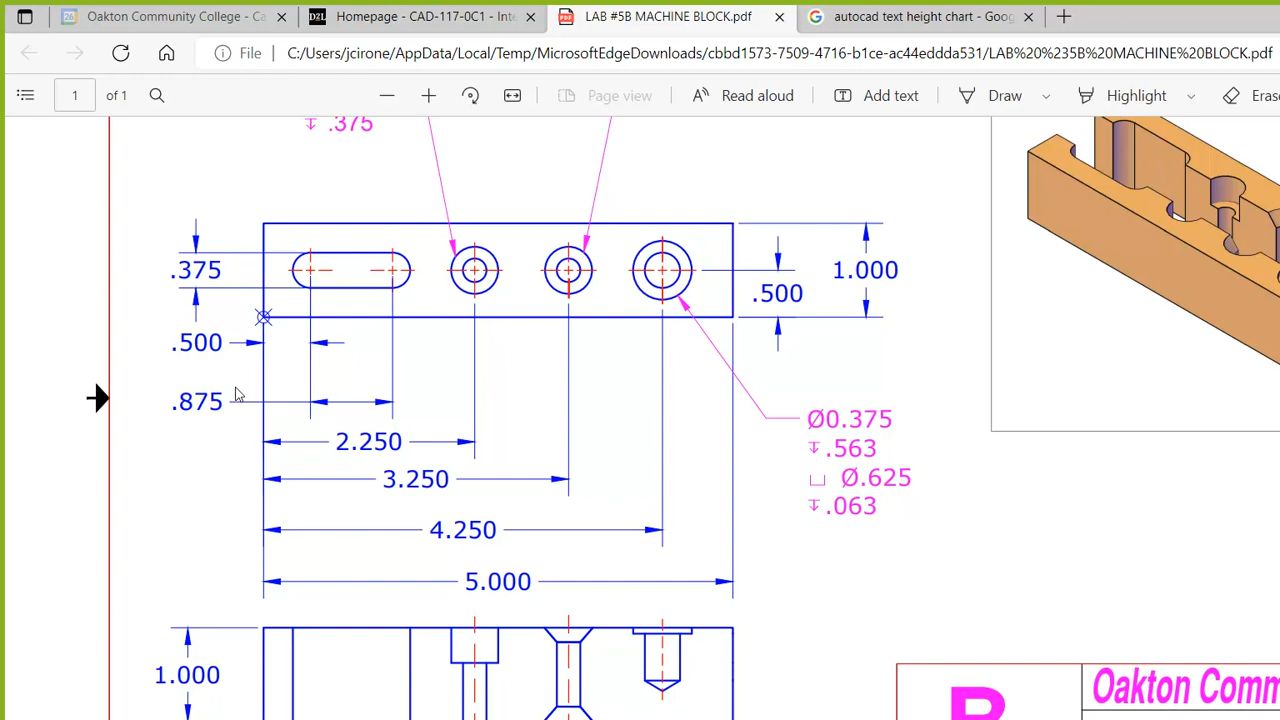 Oakton Community College - Ca
Homepage - CAD-117-0C1 - Inte
LAB #5B MACHINE BLOCK.pdf
autocad text height chart - Goog
File
C:/Users/jcirone/AppData/Local/Temp/MicrosoftEdgeDownloads/cbbd1573-7509-4716-b1ce-ac44eddda531/LAB%20%235B%20MACHINE%20BLOCK.pdf
1 of 1
Page view
Read aloud
Add text
Draw
Highlight
Erase
↧ .375
.375
1.000
.500
.500
.875
2.250
3.250
4.250
5.000
Ø0.375
↧.563
⌴ Ø.625
↧.063
1.000
B
Oakton Comm